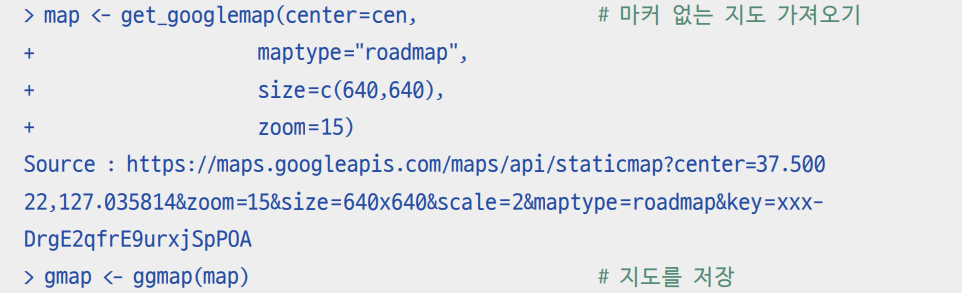 > map <- get_googlemap(center=cen, # 마커 없는 지도 가져오기
+ maptype="roadmap",
+ size=c(640,640),
+ zoom=15)
Source : https://maps.googleapis.com/maps/api/staticmap?center=37.500
22,127.035814&zoom=15&size=640x640&scale=2&maptype=roadmap&key=xxx-
DrgE2qfrE9urxjSpPOA
> gmap <- ggmap(map) # 지도를 저장